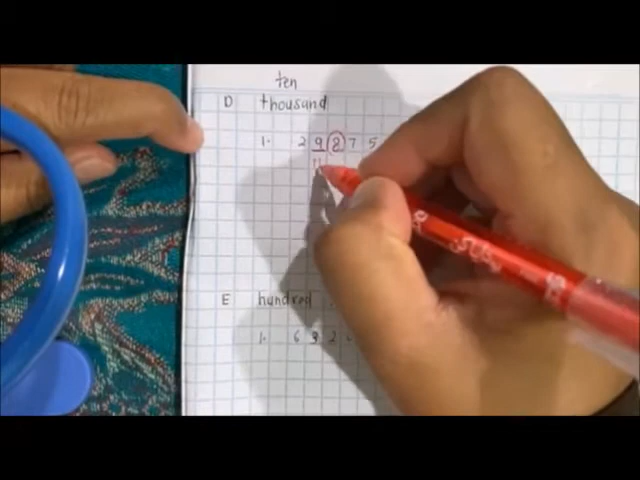 ten
D thousand
1. 2 9 8 7 5
E hundred
1. 6 3 2